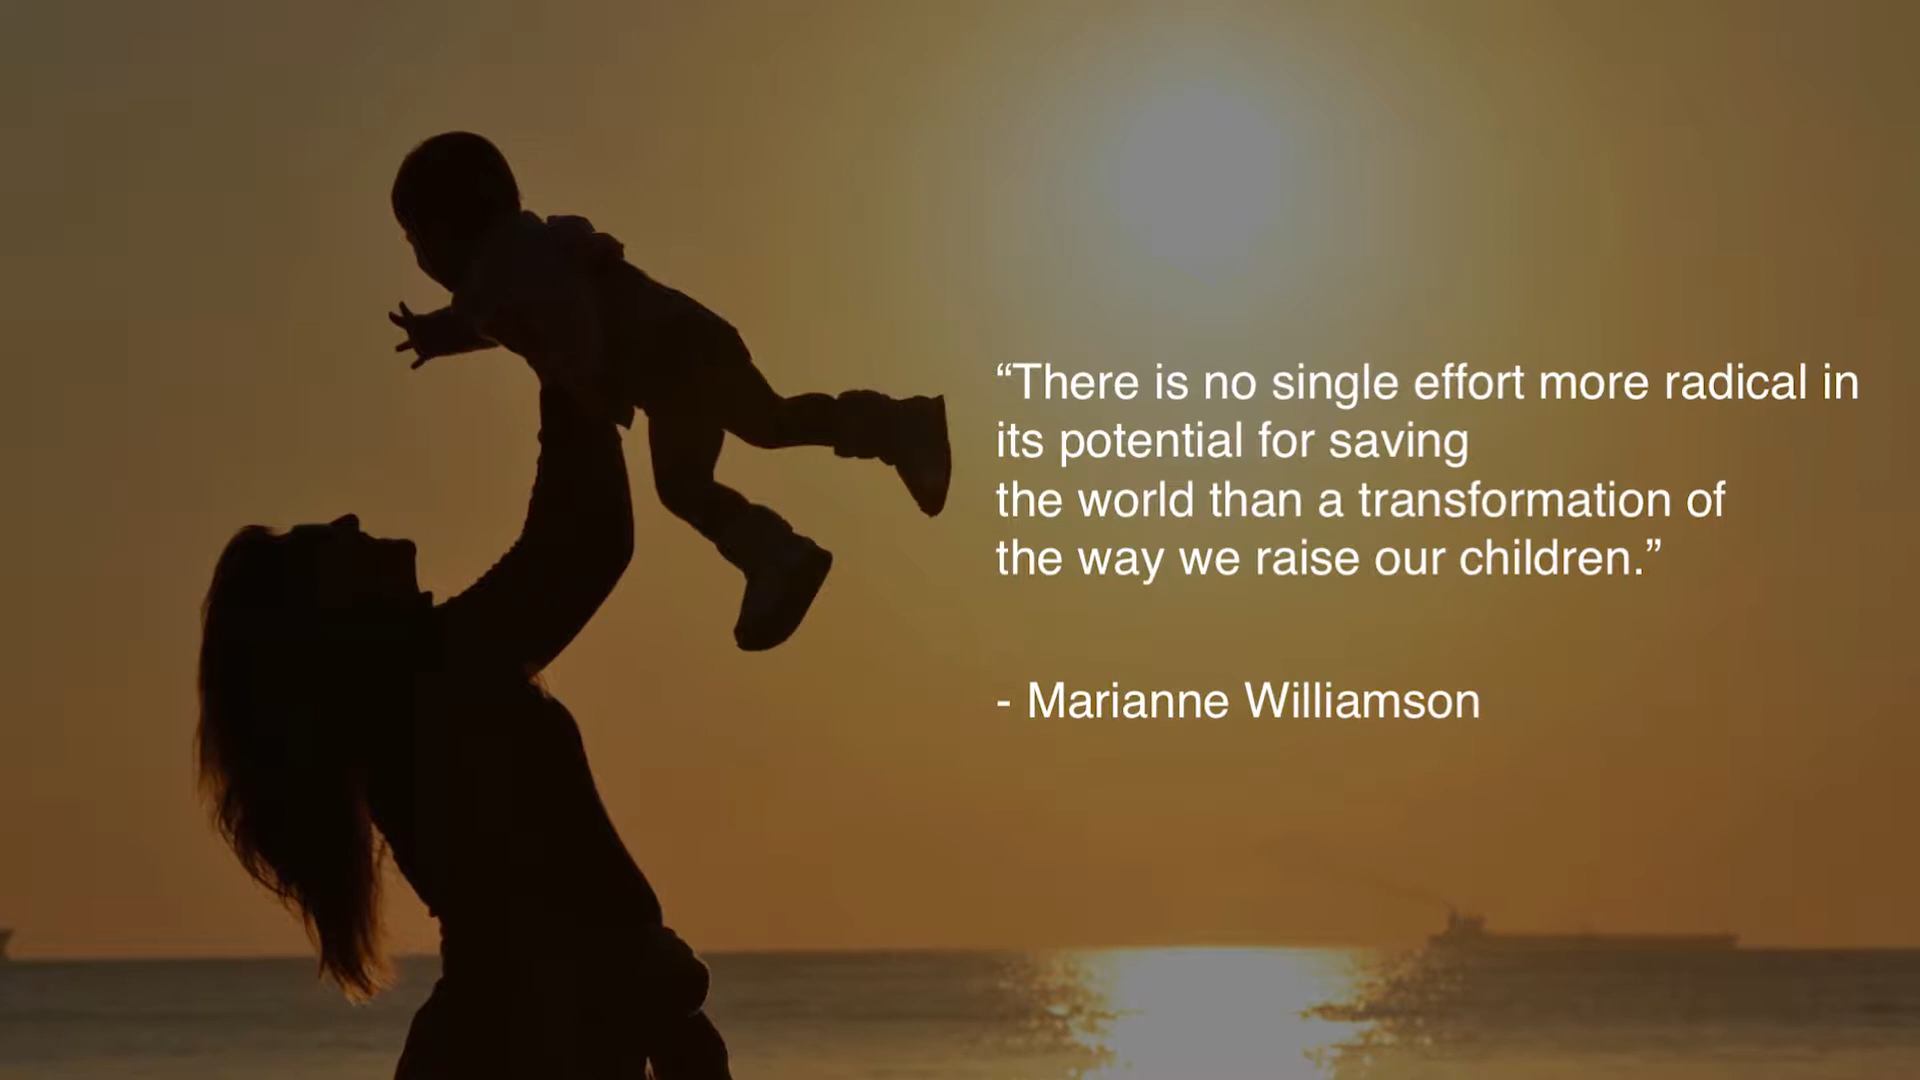 “There is no single effort more radical in
its potential for saving
the world than a transformation of
the way we raise our children.”
- Marianne Williamson